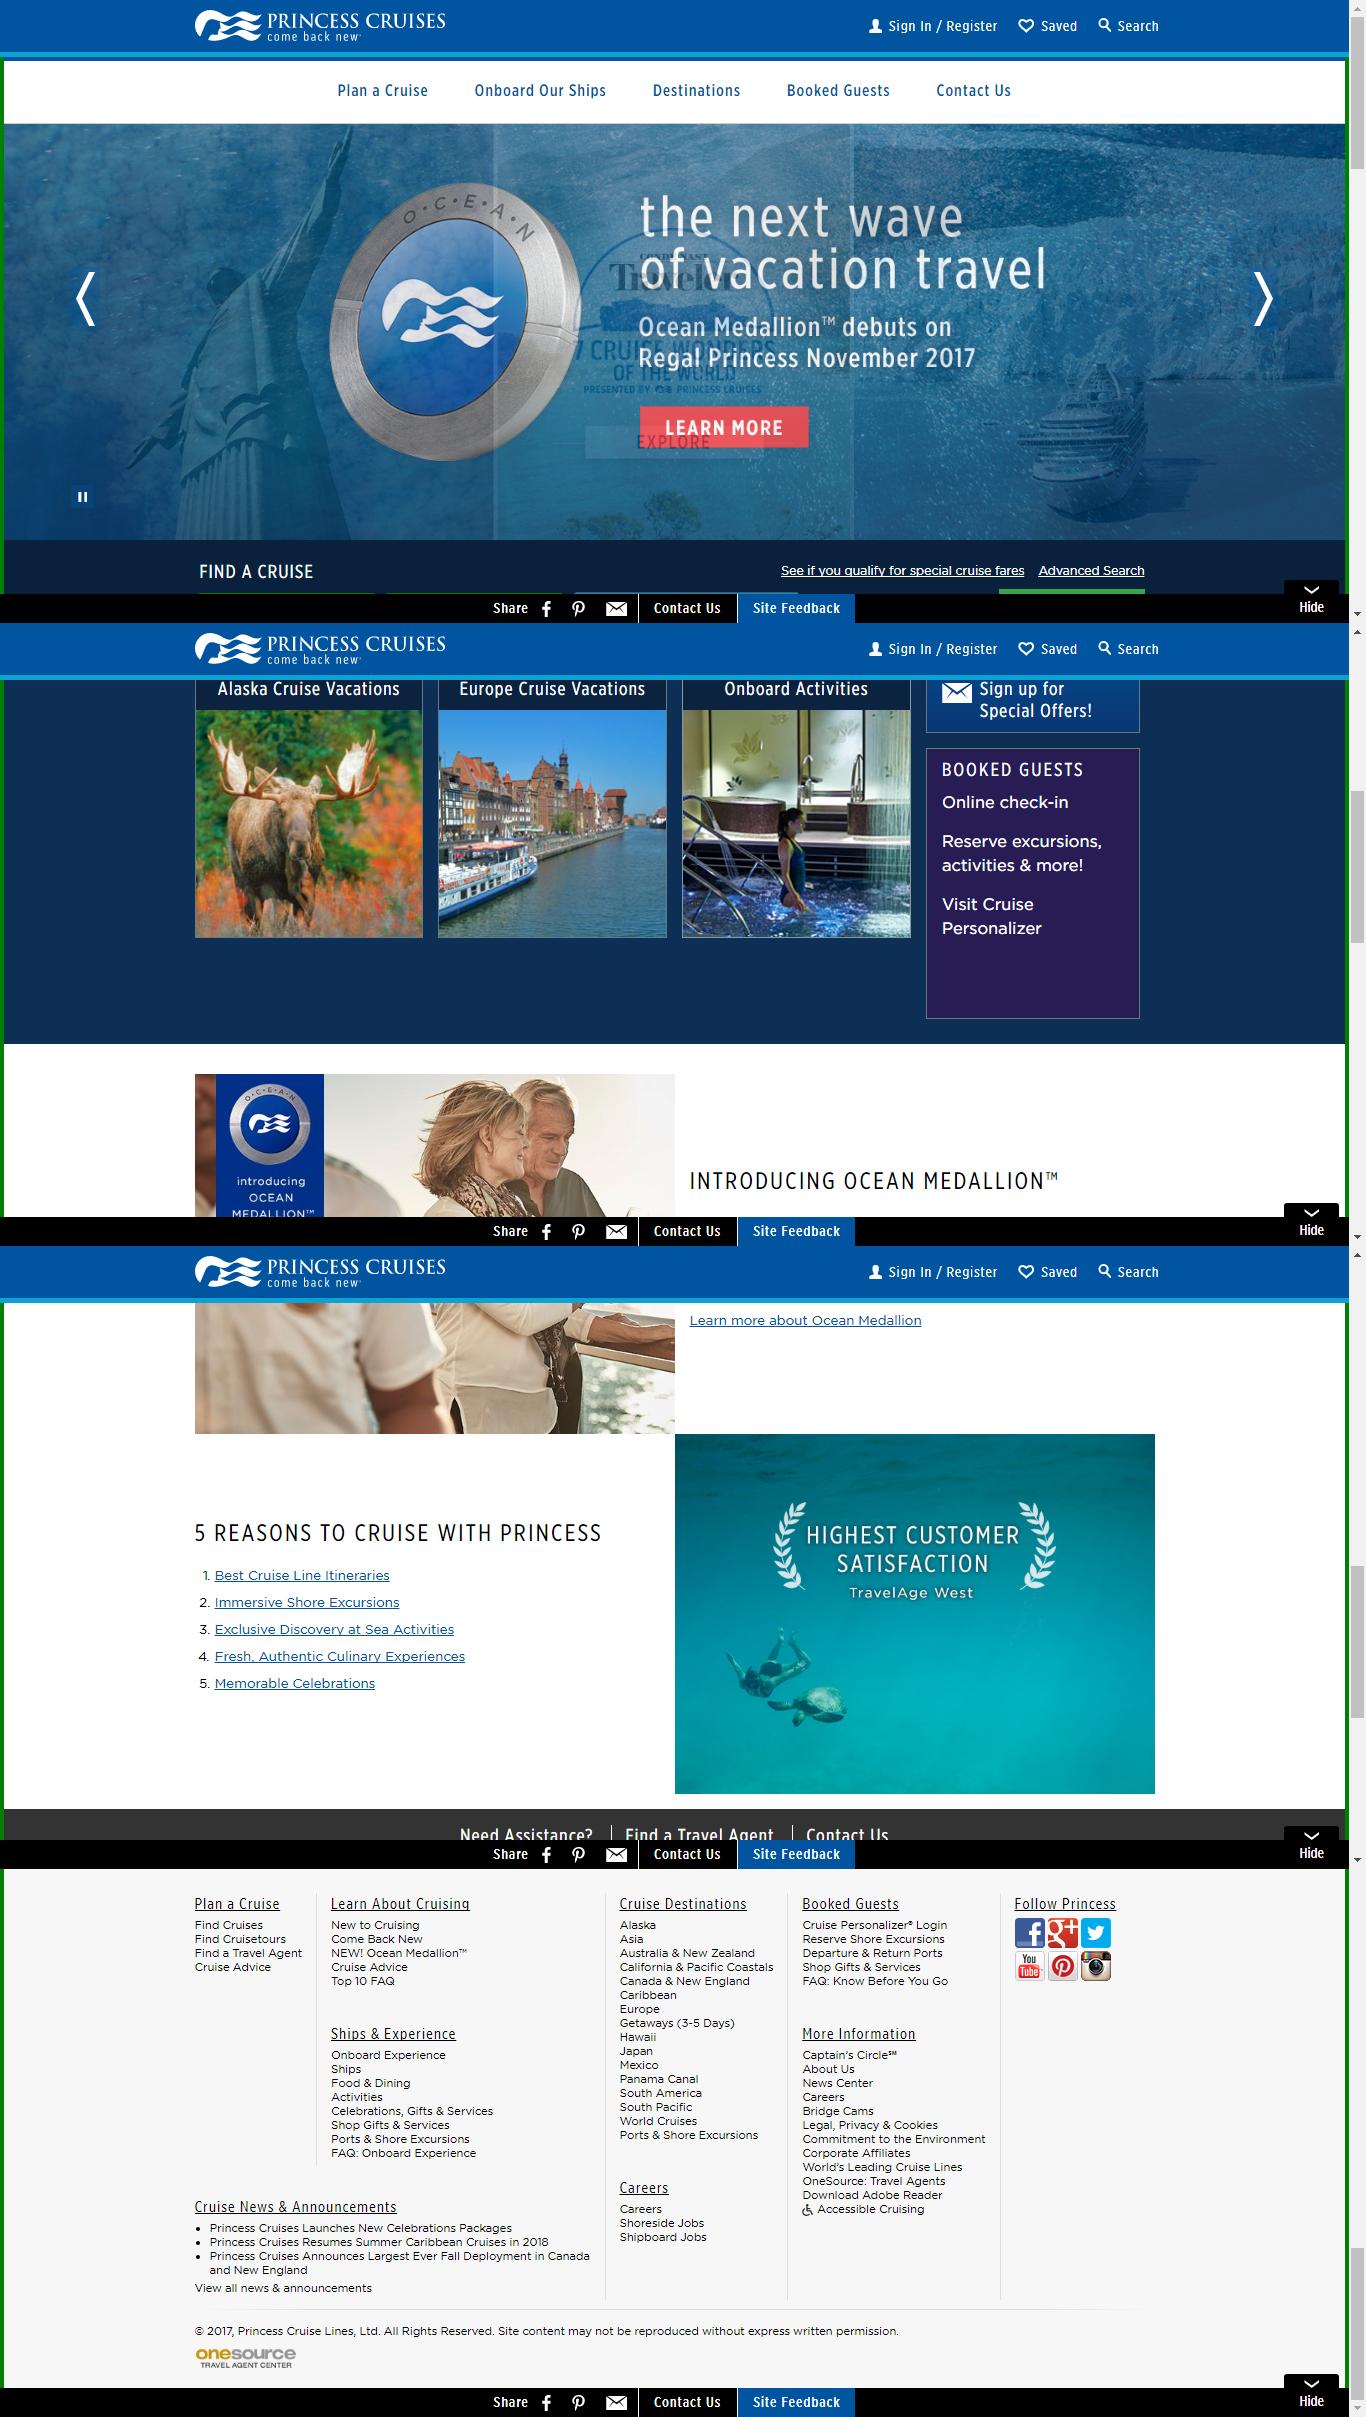 PRINCESS CRUISES
come back new
Sign In / Register
Saved
Search
Plan a Cruise
Onboard Our Ships
Destinations
Booked Guests
Contact Us
O·C·E·A·N
the next wave
of vacation travel
Traveler
Ocean Medallion™ debuts on
7 CRUISE WONDERS
Regal Princess November 2017
OF THE WORLD
PRESENTED BY PRINCESS CRUISES
LEARN MORE
EXPLORE
FIND A CRUISE
See if you qualify for special cruise fares
Advanced Search
Share
Contact Us
Site Feedback
Hide
PRINCESS CRUISES
come back new
Sign In / Register
Saved
Search
Alaska Cruise Vacations
Europe Cruise Vacations
Onboard Activities
Sign up for
Special Offers!
BOOKED GUESTS
Online check-in
Reserve excursions,
activities & more!
Visit Cruise
Personalizer
O·C·E·A·N
introducing
OCEAN
MEDALLION™
INTRODUCING OCEAN MEDALLION™
Share
Contact Us
Site Feedback
Hide
PRINCESS CRUISES
come back new
Sign In / Register
Saved
Search
Learn more about Ocean Medallion
5 REASONS TO CRUISE WITH PRINCESS
1. Best Cruise Line Itineraries
2. Immersive Shore Excursions
3. Exclusive Discovery at Sea Activities
4. Fresh, Authentic Culinary Experiences
5. Memorable Celebrations
HIGHEST CUSTOMER
SATISFACTION
TravelAge West
Need Assistance?
Find a Travel Agent
Contact Us
Share
Contact Us
Site Feedback
Hide
Plan a Cruise
Find Cruises
Find Cruisetours
Find a Travel Agent
Cruise Advice
Learn About Cruising
New to Cruising
Come Back New
NEW! Ocean Medallion™
Cruise Advice
Top 10 FAQ
Ships & Experience
Onboard Experience
Ships
Food & Dining
Activities
Celebrations, Gifts & Services
Shop Gifts & Services
Ports & Shore Excursions
FAQ: Onboard Experience
Cruise News & Announcements
• Princess Cruises Launches New Celebrations Packages
• Princess Cruises Resumes Summer Caribbean Cruises in 2018
• Princess Cruises Announces Largest Ever Fall Deployment in Canada
and New England
View all news & announcements
Cruise Destinations
Alaska
Asia
Australia & New Zealand
California & Pacific Coastals
Canada & New England
Caribbean
Europe
Getaways (3-5 Days)
Hawaii
Japan
Mexico
Panama Canal
South America
South Pacific
World Cruises
Ports & Shore Excursions
Careers
Careers
Shoreside Jobs
Shipboard Jobs
Booked Guests
Cruise Personalizer® Login
Reserve Shore Excursions
Departure & Return Ports
Shop Gifts & Services
FAQ: Know Before You Go
More Information
Captain's Circle℠
About Us
News Center
Careers
Bridge Cams
Legal, Privacy & Cookies
Commitment to the Environment
Corporate Affiliates
World's Leading Cruise Lines
OneSource: Travel Agents
Download Adobe Reader
Accessible Cruising
Follow Princess
You
Tube
© 2017, Princess Cruise Lines, Ltd. All Rights Reserved. Site content may not be reproduced without express written permission.
onesource
TRAVEL AGENT CENTER
Share
Contact Us
Site Feedback
Hide